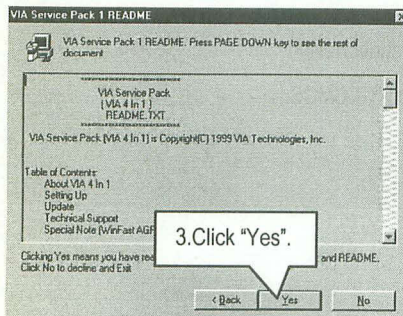 VIA Service Pack 1 README
VIA Service Pack 1 README. Press PAGE DOWN key to see the rest of
document
VIA Service Pack
[ VIA 4 In 1 ]
README.TXT
VIA Service Pack [VIA 4 In 1] is Copyright(C) 1999 VIA Technologies, Inc.
Table of Contents:
About VIA 4 in 1
Setting Up
Update
Technical Support
Special Note (WinFast AGP
3.Click “Yes”.
Clicking Yes means you have rea and README.
Click No to decline and Exit
< Back Yes No